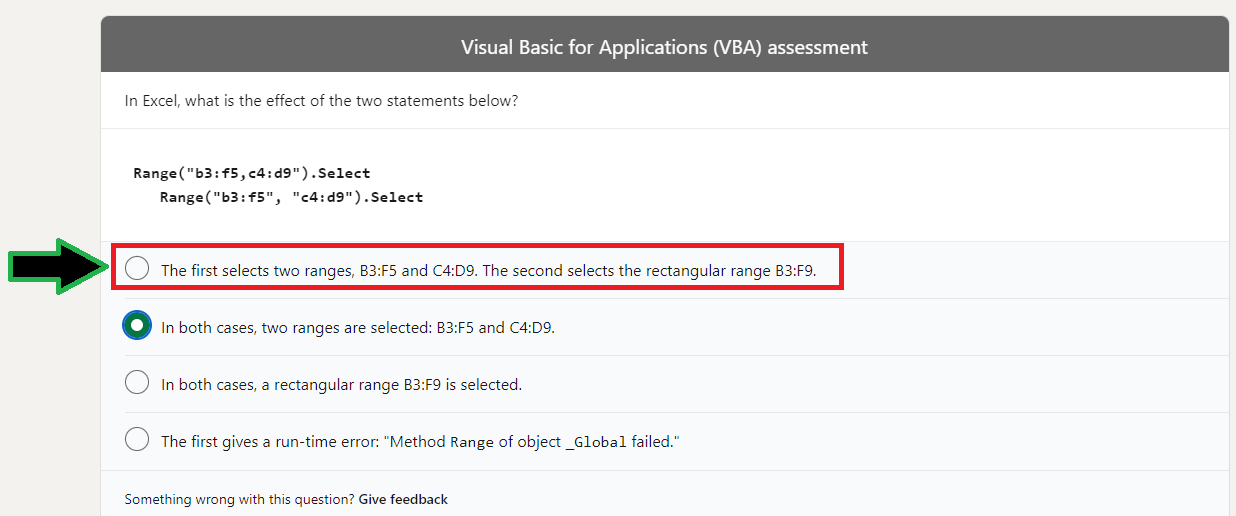 Visual Basic for Applications (VBA) assessment
In Excel, what is the effect of the two statements below?
Range("b3:f5,c4:d9").Select
Range("b3:f5", "c4:d9").Select
The first selects two ranges, B3:F5 and C4:D9. The second selects the rectangular range B3:F9.
In both cases, two ranges are selected: B3:F5 and C4:D9.
In both cases, a rectangular range B3:F9 is selected.
The first gives a run-time error: "Method Range of object _Global failed."
Something wrong with this question? Give feedback